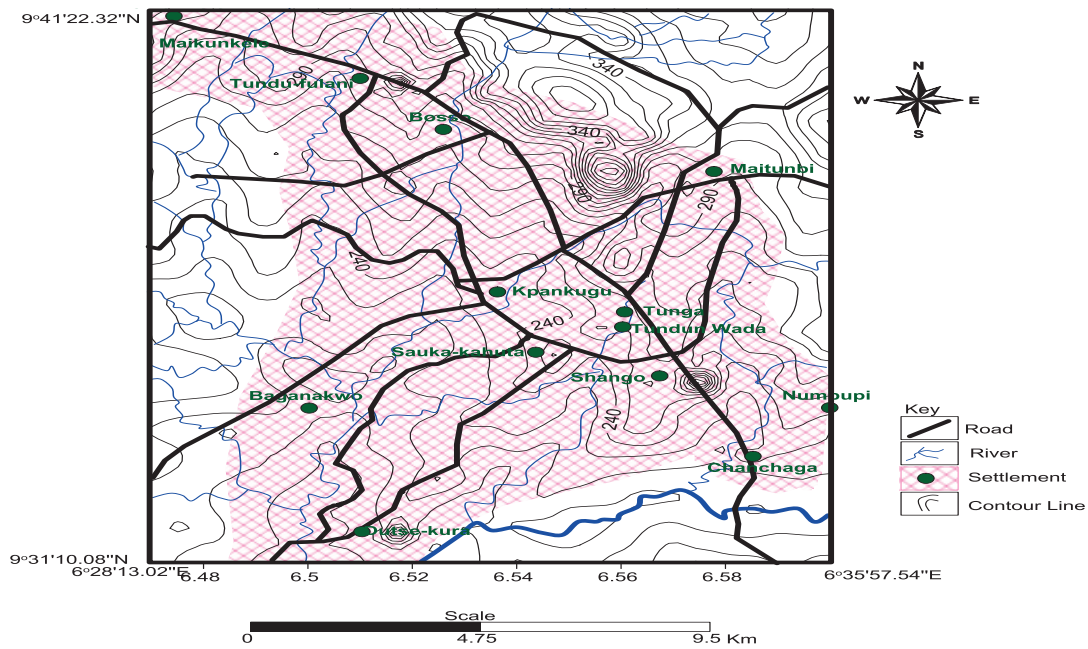 9°41'22.32"N
Maikunkele
340
290
Tundu-fulani
N
W E
S
Bosso
340
Maitunbi
290
290
240
Kpankugu
Tunga
240
Tundun Wada
Sauka-kahuta
Shango
Baganakwo
Numpupi
240
Key
Road
River
Chanchaga
Settlement
Contour Line
Dutse-kura
9°31'10.08"N
6°28'13.02"E
6.48 6.5 6.52 6.54 6.56 6.58
6°35'57.54"E
Scale
0 4.75 9.5 Km